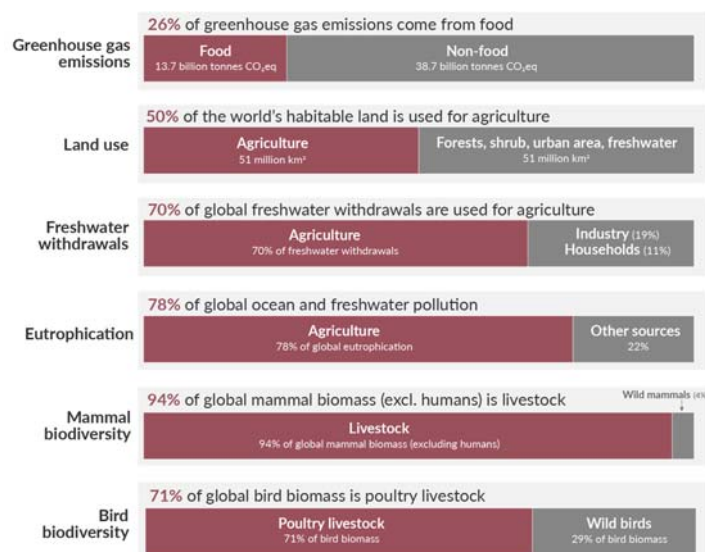 26% of greenhouse gas emissions come from food
Greenhouse gas
emissions
Food
13.7 billion tonnes CO₂eq
Non-food
38.7 billion tonnes CO₂eq
50% of the world's habitable land is used for agriculture
Land use
Agriculture
51 million km²
Forests, shrub, urban area, freshwater
51 million km²
70% of global freshwater withdrawals are used for agriculture
Freshwater
withdrawals
Agriculture
70% of freshwater withdrawals
Industry (19%)
Households (11%)
78% of global ocean and freshwater pollution
Eutrophication
Agriculture
78% of global eutrophication
Other sources
22%
94% of global mammal biomass (excl. humans) is livestock
Wild mammals (4%
Mammal
biodiversity
Livestock
94% of global mammal biomass (excluding humans)
71% of global bird biomass is poultry livestock
Bird
biodiversity
Poultry livestock
71% of bird biomass
Wild birds
29% of bird biomass